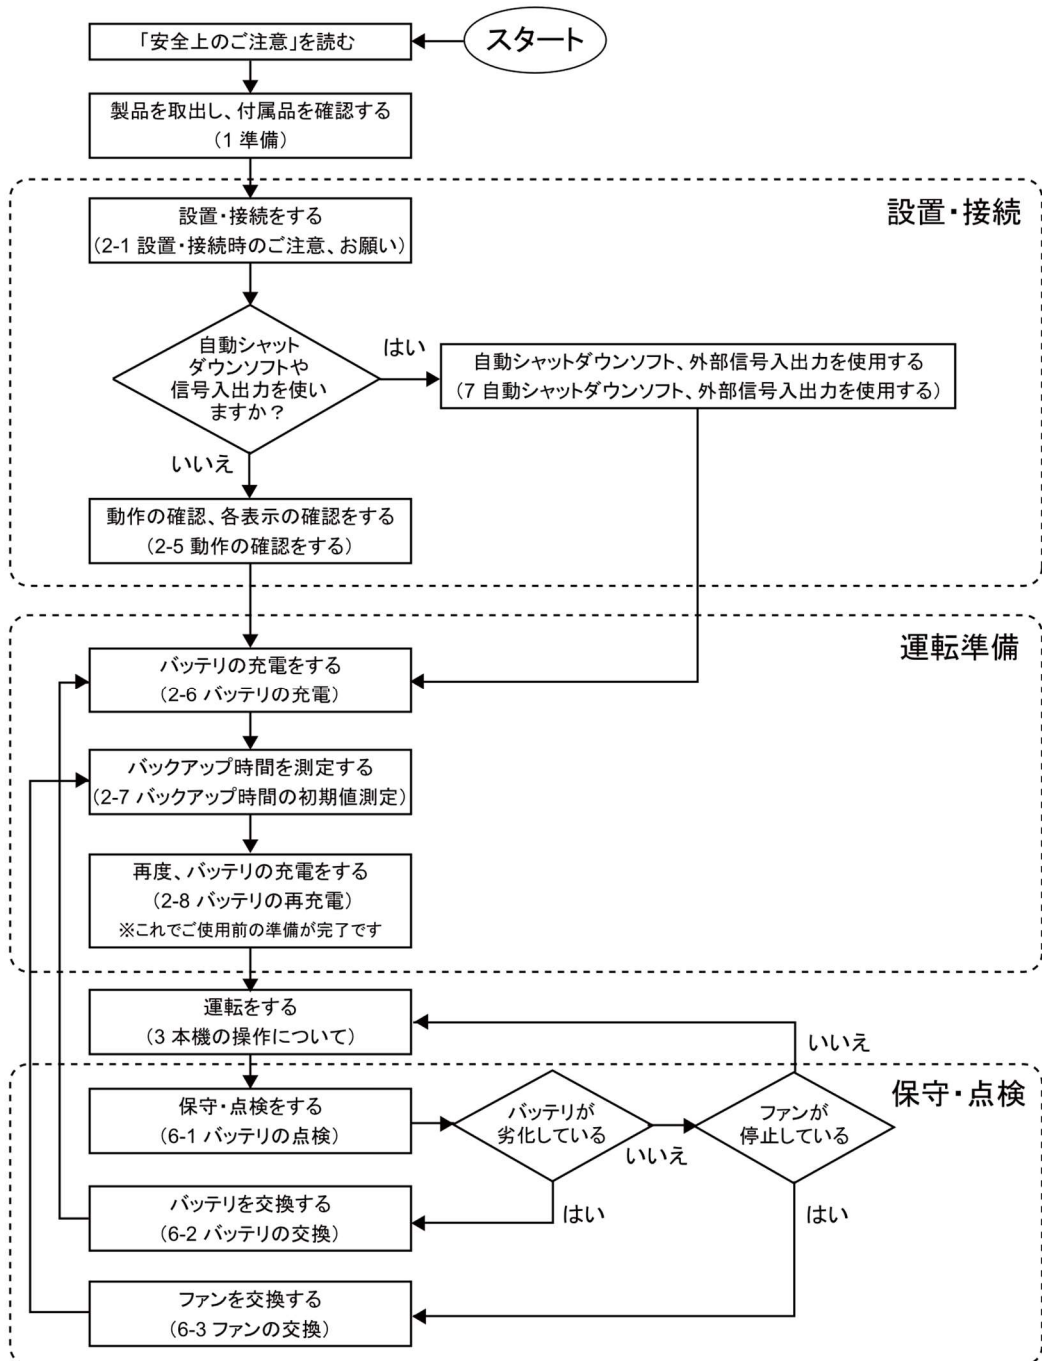 スタート
「安全上のご注意」を読む
製品を取出し、付属品を確認する
(1 準備)
設置・接続
設置・接続をする
(2-1 設置・接続時のご注意、お願い)
自動シャット
ダウンソフトや
信号入出力を使い
ますか？
はい
自動シャットダウンソフト、外部信号入出力を使用する
(7 自動シャットダウンソフト、外部信号入出力を使用する)
いいえ
動作の確認、各表示の確認をする
(2-5 動作の確認をする)
運転準備
バッテリの充電をする
(2-6 バッテリの充電)
バックアップ時間を測定する
(2-7 バックアップ時間の初期値測定)
再度、バッテリの充電をする
(2-8 バッテリの再充電)
※これでご使用前の準備が完了です
運転をする
(3 本機の操作について)
いいえ
保守・点検
保守・点検をする
(6-1 バッテリの点検)
バッテリが
劣化している
いいえ
ファンが
停止している
はい
はい
バッテリを交換する
(6-2 バッテリの交換)
ファンを交換する
(6-3 ファンの交換)